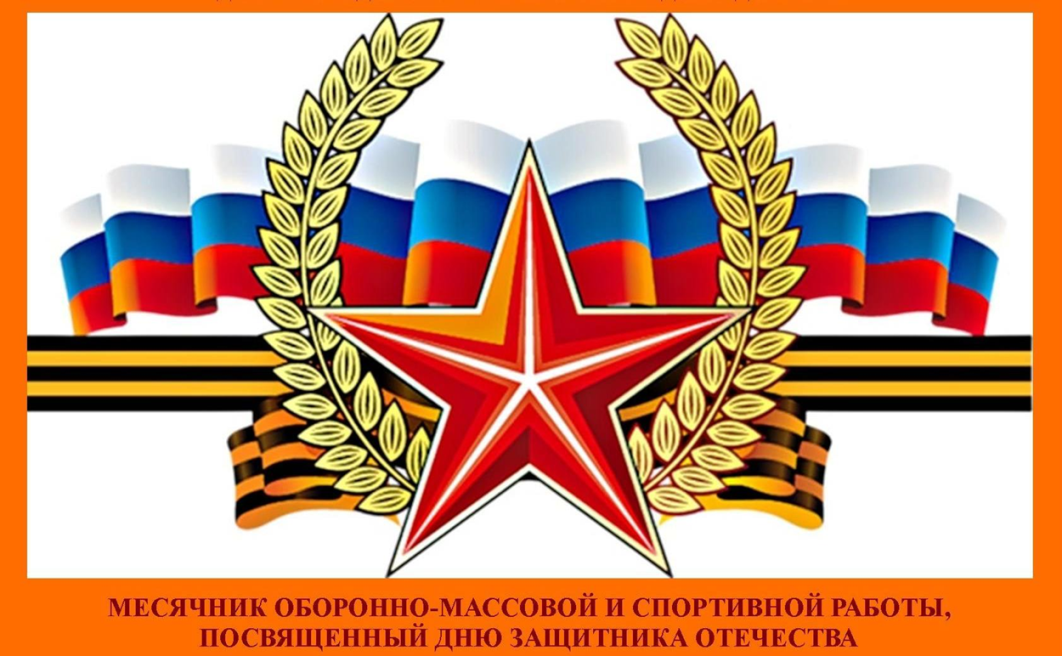 МЕСЯЧНИК ОБОРОННО-МАССОВОЙ И СПОРТИВНОЙ РАБОТЫ,
ПОСВЯЩЕННЫЙ ДНЮ ЗАЩИТНИКА ОТЕЧЕСТВА